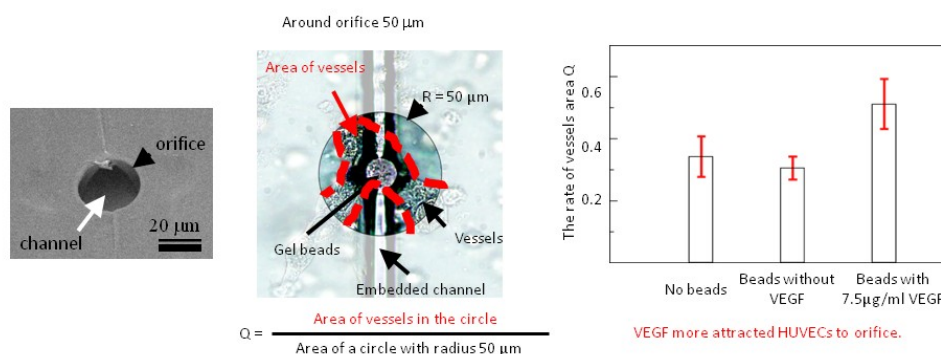 Around orifice 50 μm
orifice
channel
20 μm
Area of vessels
R = 50 μm
Gel beads
Vessels
Embedded channel
Q =
Area of vessels in the circle
Area of a circle with radius 50 μm
The rate of vessels area Q
0.6
0.4
0.2
No beads
Beads without
VEGF
Beads with
7.5μg/ml VEGF
VEGF more attracted HUVECs to orifice.